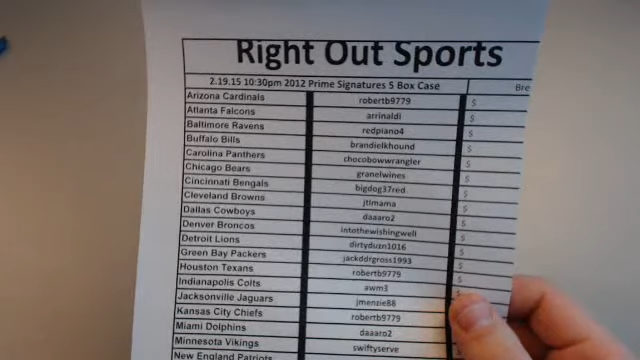 Right Out Sports
2.19.15 10:30pm 2012 Prime Signatures 5 Box Case Bre
Arizona Cardinals robertb9779 $
Atlanta Falcons arrinaldi $
Baltimore Ravens redpiano4 $
Buffalo Bills brandielkhound $
Carolina Panthers chocobowwrangler $
Chicago Bears granelwines $
Cincinnati Bengals bigdog37red $
Cleveland Browns jtlmama $
Dallas Cowboys daaaro2 $
Denver Broncos intothewishingwell $
Detroit Lions dirtyduzn1016 $
Green Bay Packers jackddrgross1993 $
Houston Texans robertb9779 $
Indianapolis Colts awm3
Jacksonville Jaguars jmenzie88
Kansas City Chiefs robertb9779
Miami Dolphins daaaro2
Minnesota Vikings swiftyserve
New England Patriots